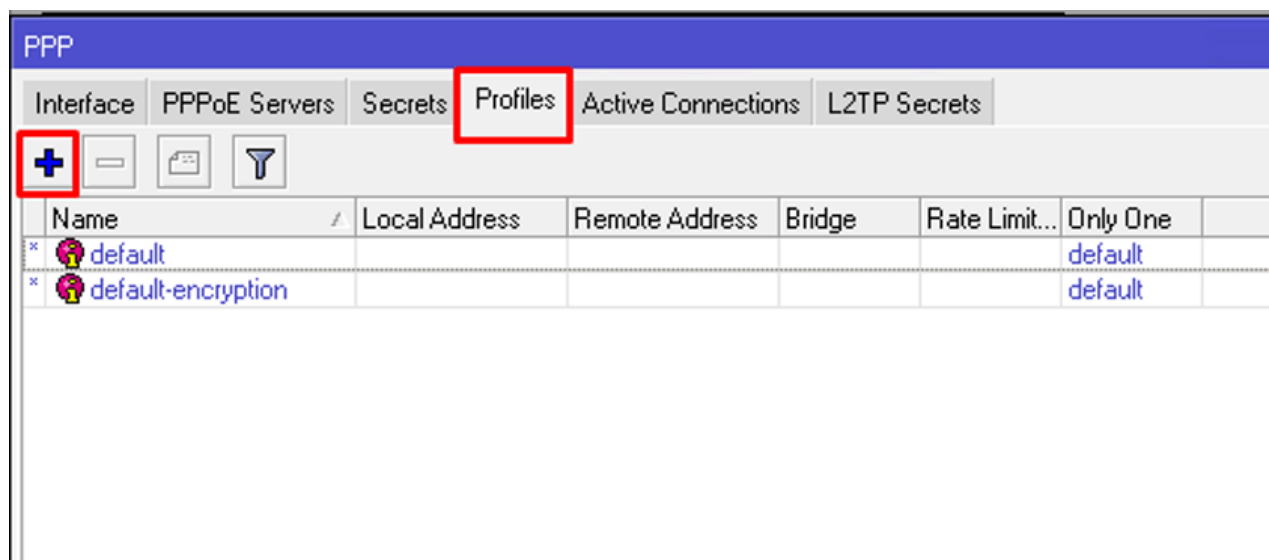 PPP
Interface PPPoE Servers Secrets Profiles Active Connections L2TP Secrets
Name Local Address Remote Address Bridge Rate Limit... Only One
* default default
* default-encryption default